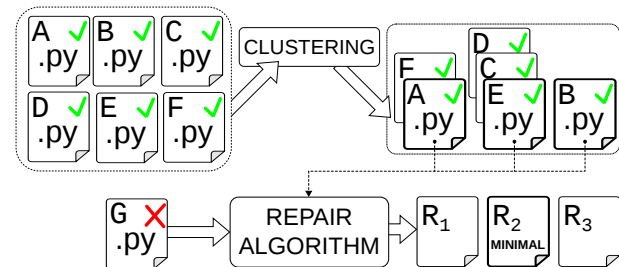 A B C
.py .py .py
D E F
.py .py .py
CLUSTERING
D
F C
A E B
.py .py .py
G
.py
REPAIR
ALGORITHM
R1 R2 R3
MINIMAL